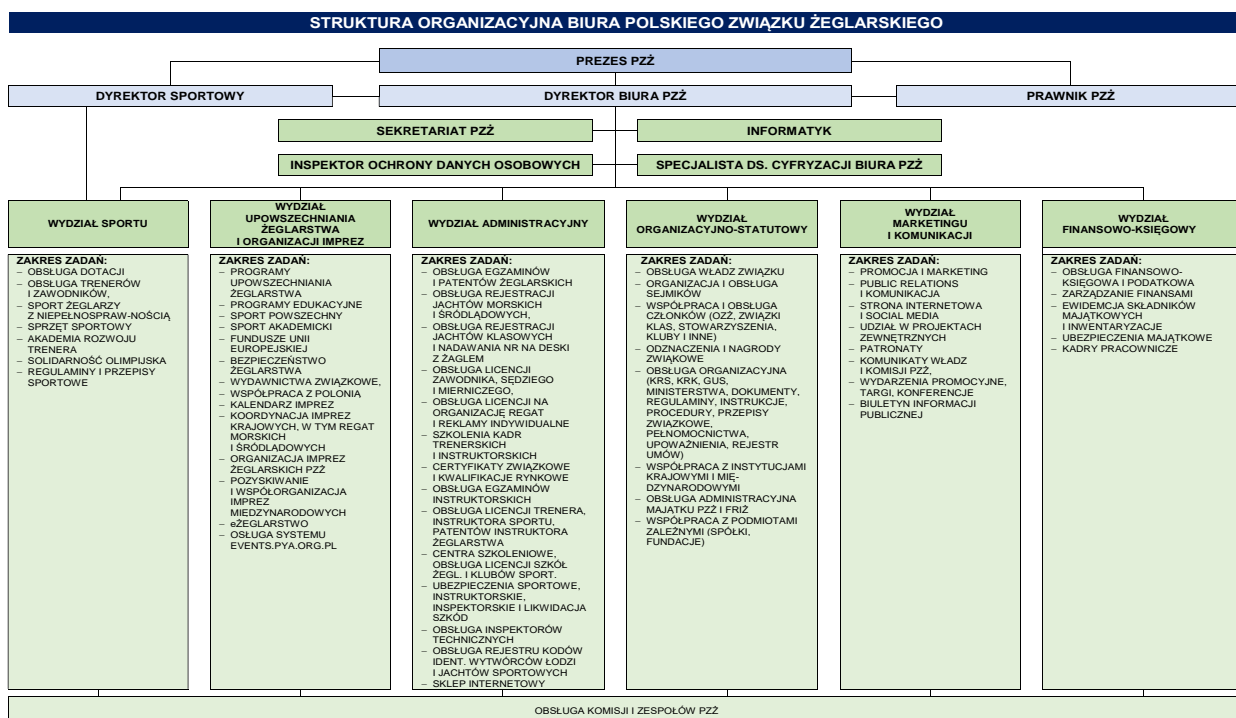 STRUKTURA ORGANIZACYJNA BIURA POLSKIEGO ZWIĄZKU ŻEGLARSKIEGO
PREZES PZŻ
DYREKTOR SPORTOWY
DYREKTOR BIURA PZŻ
PRAWNIK PZŻ
SEKRETARIAT PZŻ
INFORMATYK
INSPEKTOR OCHRONY DANYCH OSOBOWYCH
SPECJALISTA DS. CYFRYZACJI BIURA PZŻ
WYDZIAŁ SPORTU
ZAKRES ZADAŃ:
– OBSŁUGA DOTACJI
– OBSŁUGA TRENERÓW
I ZAWODNIKÓW,
– SPORT ŻEGLARZY
Z NIEPEŁNOSPRAW-NOŚCIĄ
– SPRZĘT SPORTOWY
– AKADEMIA ROZWOJU
TRENERA
– SOLIDARNOŚĆ OLIMPIJSKA
– REGULAMINY I PRZEPISY
SPORTOWE
WYDZIAŁ
UPOWSZECHNIANIA
ŻEGLARSTWA
I ORGANIZACJI IMPREZ
ZAKRES ZADAŃ:
– PROGRAMY
UPOWSZECHNIANIA
ŻEGLARSTWA
– PROGRAMY EDUKACYJNE
– SPORT POWSZECHNY
– SPORT AKADEMICKI
– FUNDUSZE UNII
EUROPEJSKIEJ
– BEZPIECZEŃSTWO
ŻEGLARSTWA
– WYDAWNICTWA ZWIĄZKOWE,
– WSPÓŁPRACA Z POLONIĄ
– KALENDARZ IMPREZ
– KOORDYNACJA IMPREZ
KRAJOWYCH, W TYM REGAT
MORSKICH
I ŚRÓDLĄDOWYCH
– ORGANIZACJA IMPREZ
ŻEGLARSKICH PZŻ
– POZYSKIWANIE
I WSPÓŁORGANIZACJA
IMPREZ
MIĘDZYNARODOWYCH
– eŻEGLARSTWO
– OSŁUGA SYSTEMU
EVENTS.PYA.ORG.PL
WYDZIAŁ ADMINISTRACYJNY
ZAKRES ZADAŃ:
– OBSŁUGA EGZAMINÓW
I PATENTÓW ŻEGLARSKICH
– OBSŁUGA REJESTRACJI
JACHTÓW MORSKICH
I ŚRÓDLĄDOWYCH,
– OBSŁUGA REJESTRACJI
JACHTÓW KLASOWYCH
I NADAWANIA NR NA DESKI
Z ŻAGLEM
– OBSŁUGA LICENCJI
ZAWODNIKA, SĘDZIEGO
I MIERNICZEGO,
– OBSŁUGA LICENCJI NA
ORGANIZACJĘ REGAT
I REKLAMY INDYWIDUALNE
– SZKOLENIA KADR
TRENERSKICH
I INSTRUKTORSKICH
– CERTYFIKATY ZWIĄZKOWE
I KWALIFIKACJE RYNKOWE
– OBSŁUGA EGZAMINÓW
INSTRUKTORSKICH
– OBSŁUGA LICENCJI TRENERA,
INSTRUKTORA SPORTU,
PATENTÓW INSTRUKTORA
ŻEGLARSTWA
– CENTRA SZKOLENIOWE,
OBSŁUGA LICENCJI SZKÓŁ
ŻEGL. I KLUBÓW SPORT.
– UBEZPIECZENIA SPORTOWE,
INSTRUKTORSKIE,
INSPEKTORSKIE I LIKWIDACJA
SZKÓD
– OBSŁUGA INSPEKTORÓW
TECHNICZNYCH
– OBSŁUGA REJESTRU KODÓW
IDENT. WYTWÓRCÓW ŁODZI
I JACHTÓW SPORTOWYCH
– SKLEP INTERNETOWY
WYDZIAŁ
ORGANIZACYJNO-STATUTOWY
ZAKRES ZADAŃ:
– OBSŁUGA WŁADZ ZWIĄZKU
– ORGANIZACJA I OBSŁUGA
SEJMIKÓW
– WSPÓŁPRACA I OBSŁUGA
CZŁONKÓW (OZŻ, ZWIĄZKI
KLAS, STOWARZYSZENIA,
KLUBY I INNE)
– ODZNACZENIA I NAGRODY
ZWIĄKOWE
– OBSŁUGA ORGANIZACYJNA
(KRS, KRK, GUS,
MINISTERSTWA, DOKUMENTY,
REGULAMINY, INSTRUKCJE,
PROCEDURY, PRZEPISY
ZWIĄZKOWE,
PEŁNOMOCNICTWA,
UPOWAŻNIENIA, REJESTR
UMÓW)
– WSPÓŁPRACA Z INSTYTUCJAMI
KRAJOWYMI I MIĘ-
DZYNARODOWYMI
– OBSŁUGA ADMINISTRACYJNA
MAJĄTKU PZŻ I FRIŻ
– WSPÓŁPRACA Z PODMIOTAMI
ZALEŻNYMI (SPÓŁKI,
FUNDACJE)
WYDZIAŁ
MARKETINGU
I KOMUNIKACJI
ZAKRES ZADAŃ:
– PROMOCJA I MARKETING
– PUBLIC RELATIONS
I KOMUNIKACJA
– STRONA INTERNETOWA
I SOCIAL MEDIA
– UDZIAŁ W PROJEKTACH
ZEWNĘTRZNYCH
– PATRONATY
– KOMUNIKATY WŁADZ
I KOMISJI PZŻ,
– WYDARZENIA PROMOCYJNE,
TARGI, KONFERENCJE
– BIULETYN INFORMACJI
PUBLICZNEJ
WYDZIAŁ
FINANSOWO-KSIĘGOWY
ZAKRES ZADAŃ:
– OBSŁUGA FINANSOWO-
KSIĘGOWA I PODATKOWA
– ZARZĄDZANIE FINANSAMI
– EWIDEMCJA SKŁADNIKÓW
MAJĄTKOWYCH
I INWENTARYZACJE
– UBEZPIECZENIA MAJĄTKOWE
– KADRY PRACOWNICZE
OBSŁUGA KOMISJI I ZESPOŁÓW PZŻ